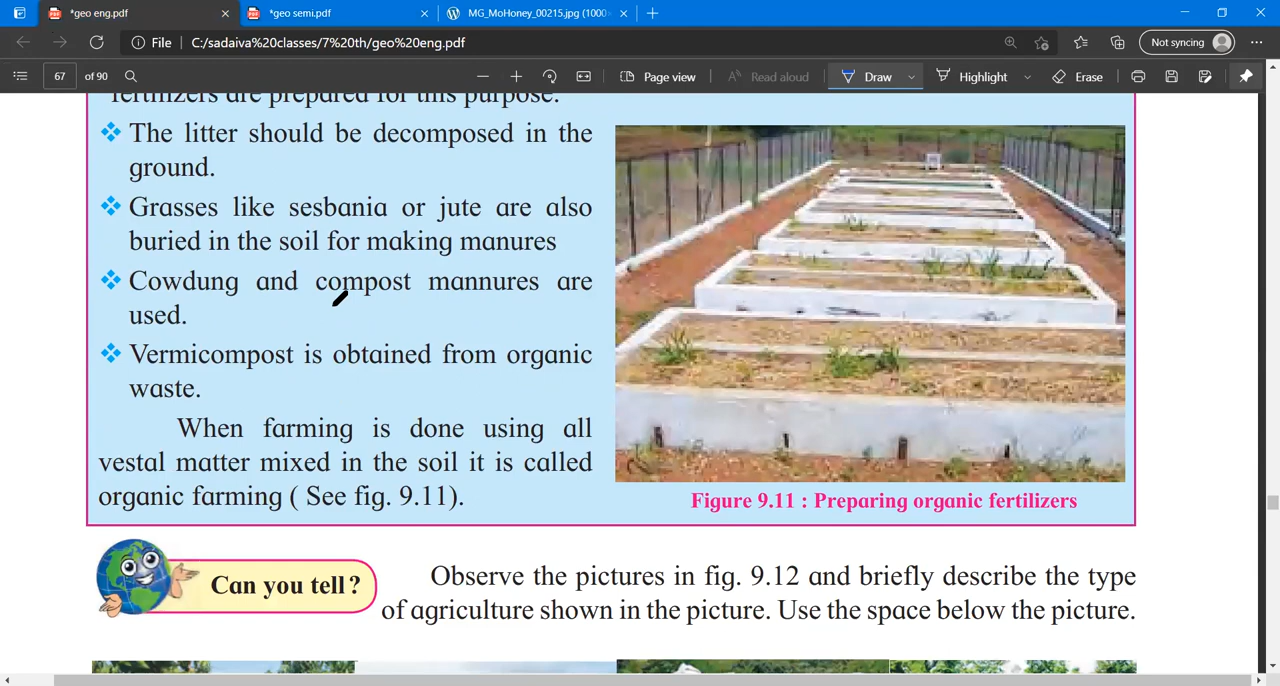 *geo eng.pdf
*geo semi.pdf
MG_MoHoney_00215.jpg (1000×
File
C:/sadaiva%20classes/7%20th/geo%20eng.pdf
Not syncing
67 of 90
Page view
Read aloud
Draw
Highlight
Erase
fertilizers are prepared for this purpose.
The litter should be decomposed in the
ground.
Grasses like sesbania or jute are also
buried in the soil for making manures
Cowdung and compost mannures are
used.
Vermicompost is obtained from organic
waste.
When farming is done using all
vestal matter mixed in the soil it is called
organic farming ( See fig. 9.11).
Figure 9.11 : Preparing organic fertilizers
Can you tell?
Observe the pictures in fig. 9.12 and briefly describe the type
of agriculture shown in the picture. Use the space below the picture.